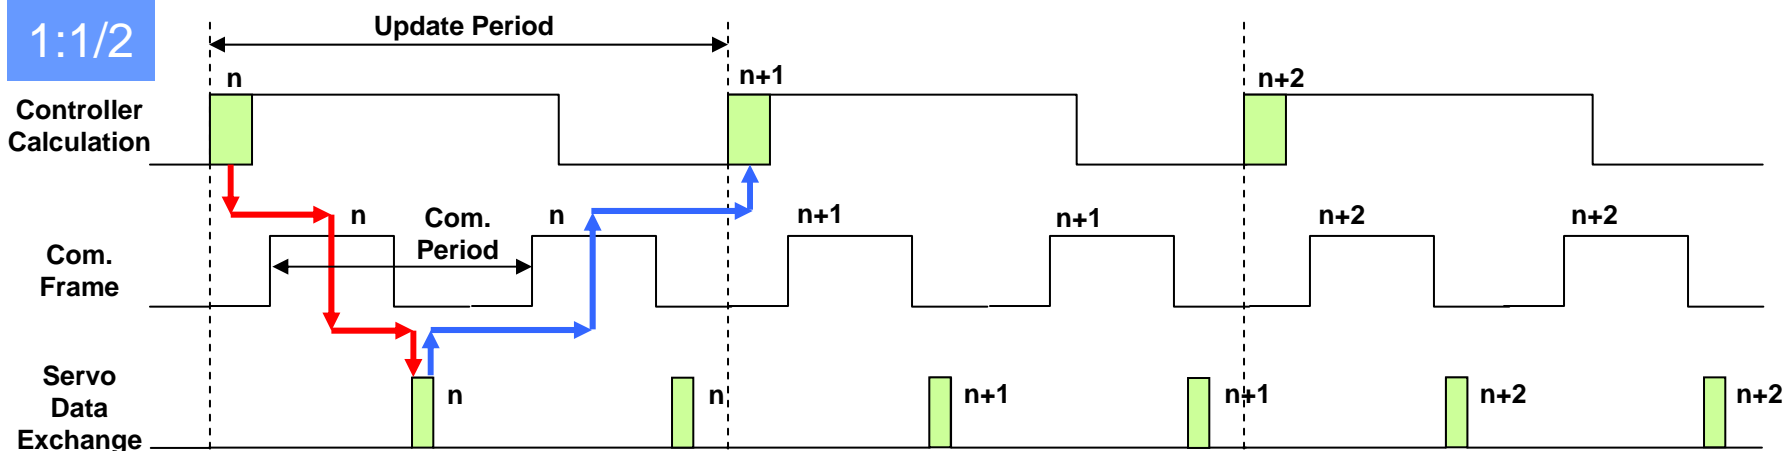 1:1/2
Update Period
n
n+1
n+2
Controller
Calculation
n
Com.
Period
n
n+1
n+1
n+2
n+2
Com.
Frame
Servo
Data
Exchange
n
n
n+1
n+1
n+2
n+2